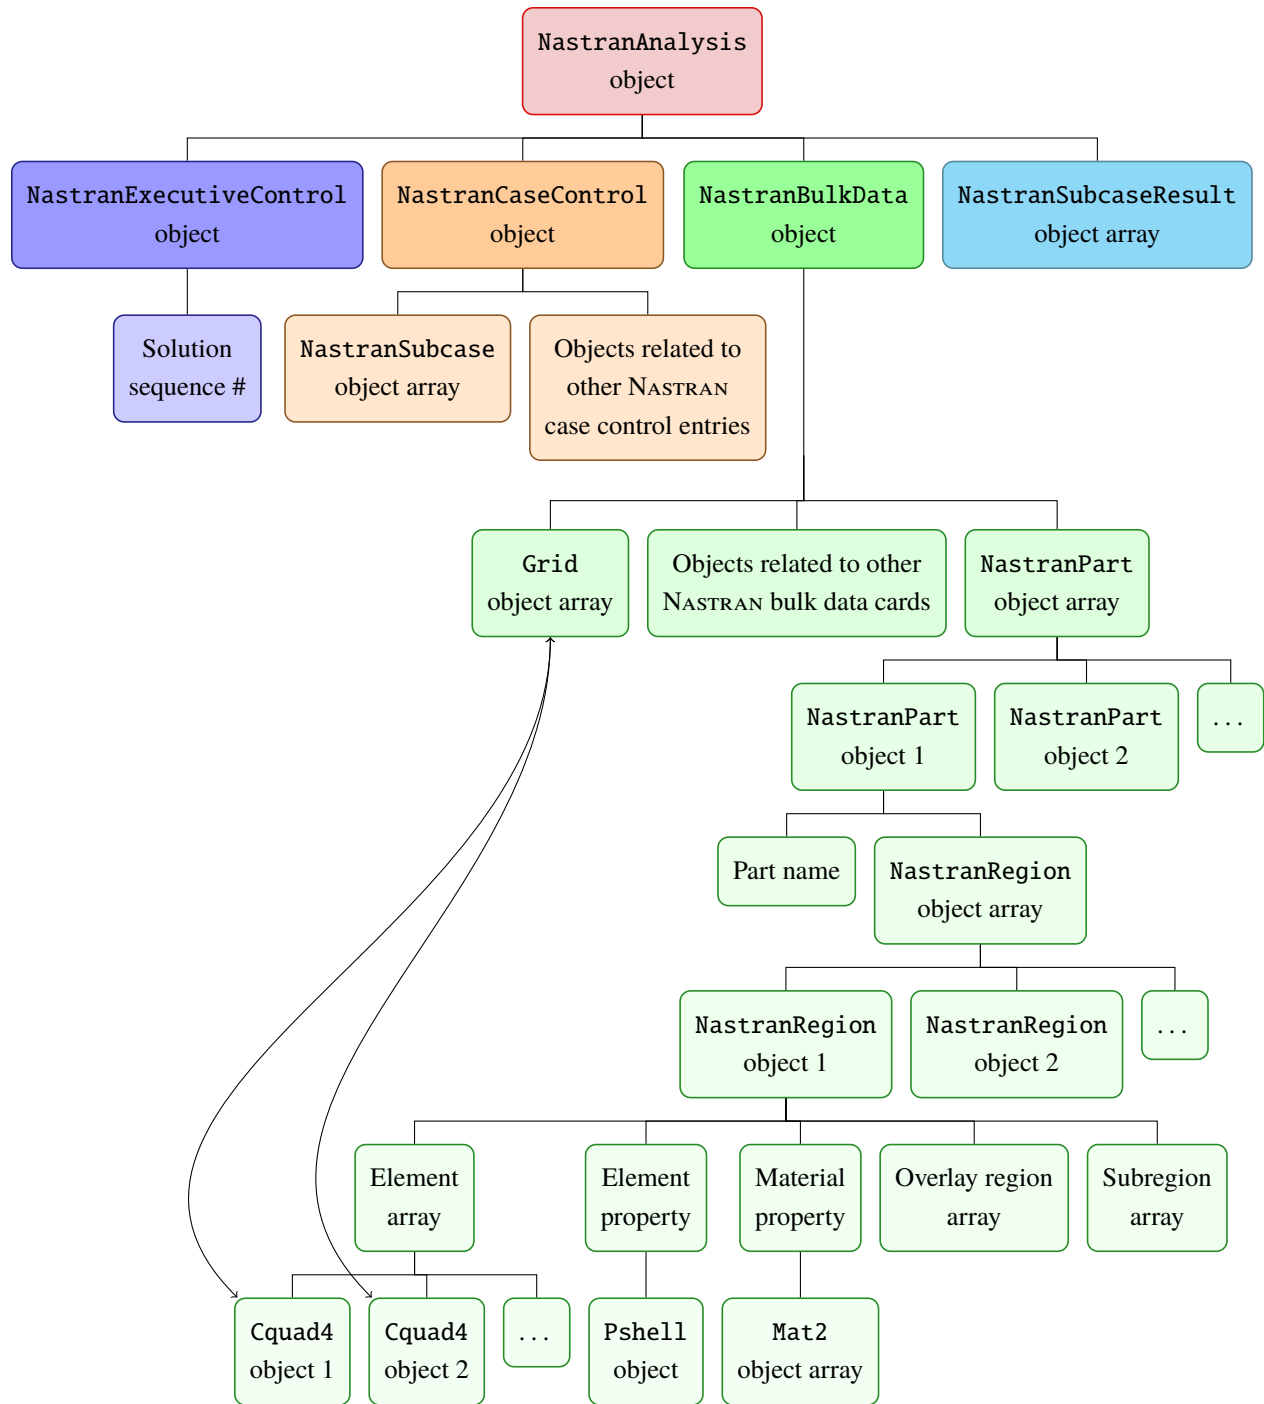 NastranAnalysis
object
NastranExecutiveControl
object
NastranCaseControl
object
NastranBulkData
object
NastranSubcaseResult
object array
Solution
sequence #
NastranSubcase
object array
Objects related to
other NASTRAN
case control entries
Grid
object array
Objects related to other
NASTRAN bulk data cards
NastranPart
object array
NastranPart
object 1
NastranPart
object 2
...
Part name
NastranRegion
object array
NastranRegion
object 1
NastranRegion
object 2
...
Element
array
Element
property
Material
property
Overlay region
array
Subregion
array
Cquad4
object 1
Cquad4
object 2
...
Pshell
object
Mat2
object array